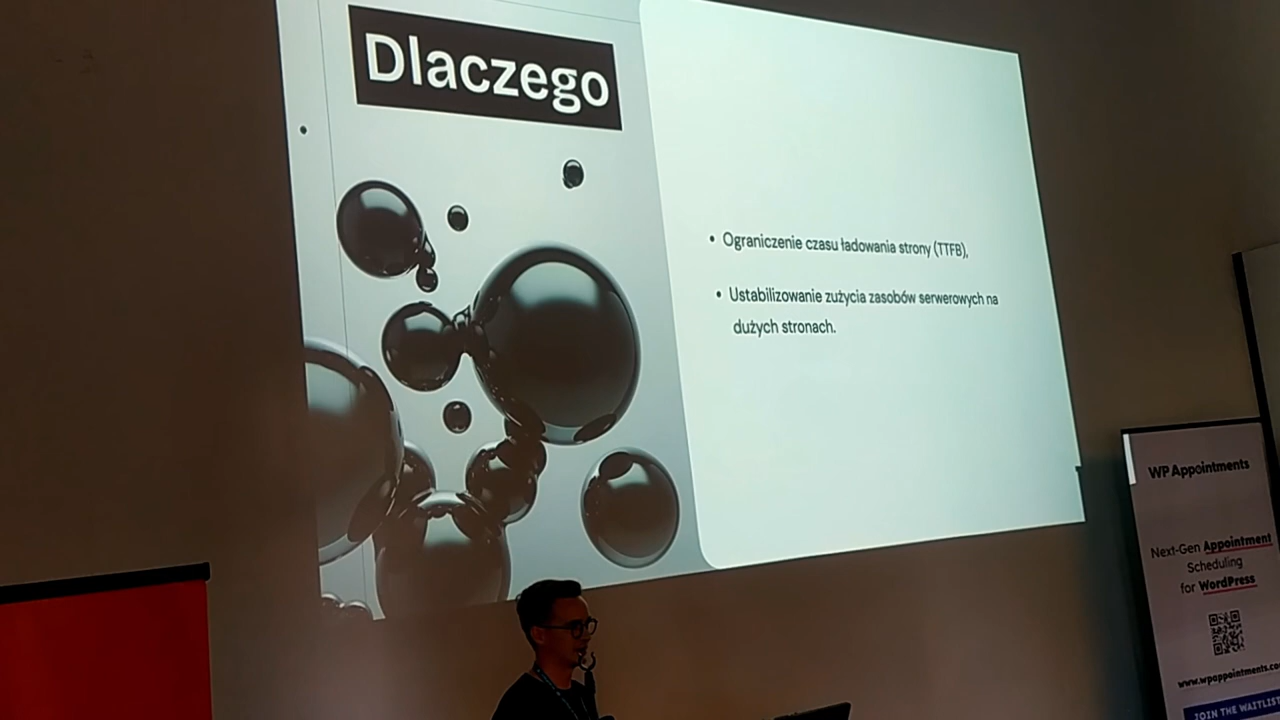 Dlaczego
• Ograniczenie czasu ładowania strony (TTFB),
• Ustabilizowanie zużycia zasobów serwerowych na
dużych stronach.
WP Appointments
Next-Gen Appointment
Scheduling
for WordPress
www.wpappointments.co
JOIN THE WAITLIST